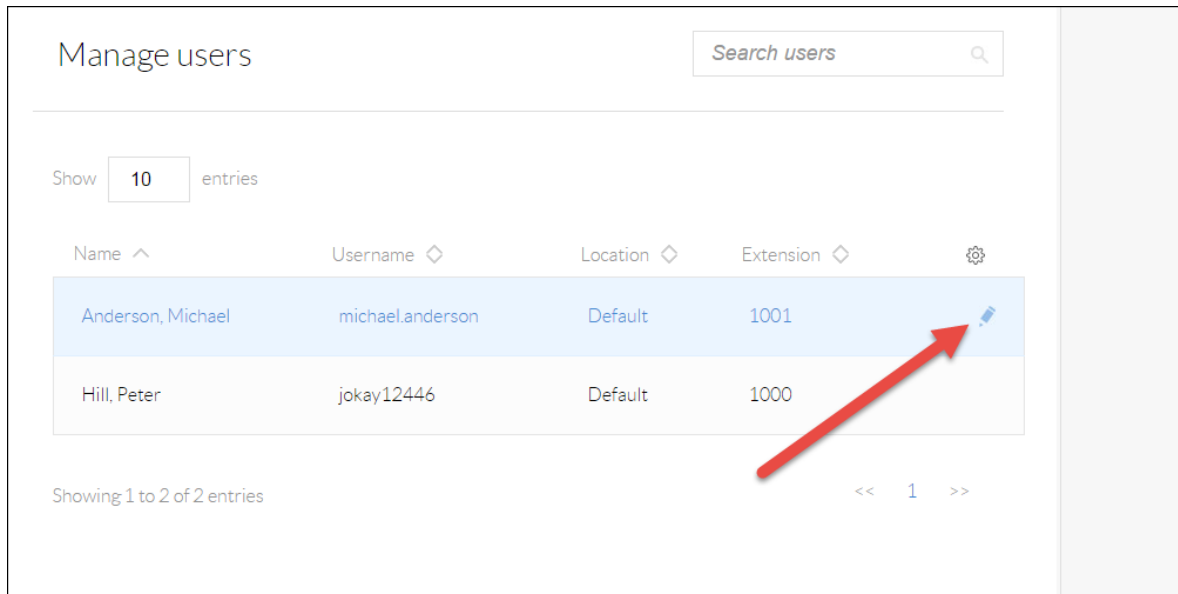 Manage users
Search users
Show 10 entries
Name Username Location Extension
Anderson, Michael michael.anderson Default 1001
Hill, Peter jokay12446 Default 1000
Showing 1 to 2 of 2 entries << 1 >>